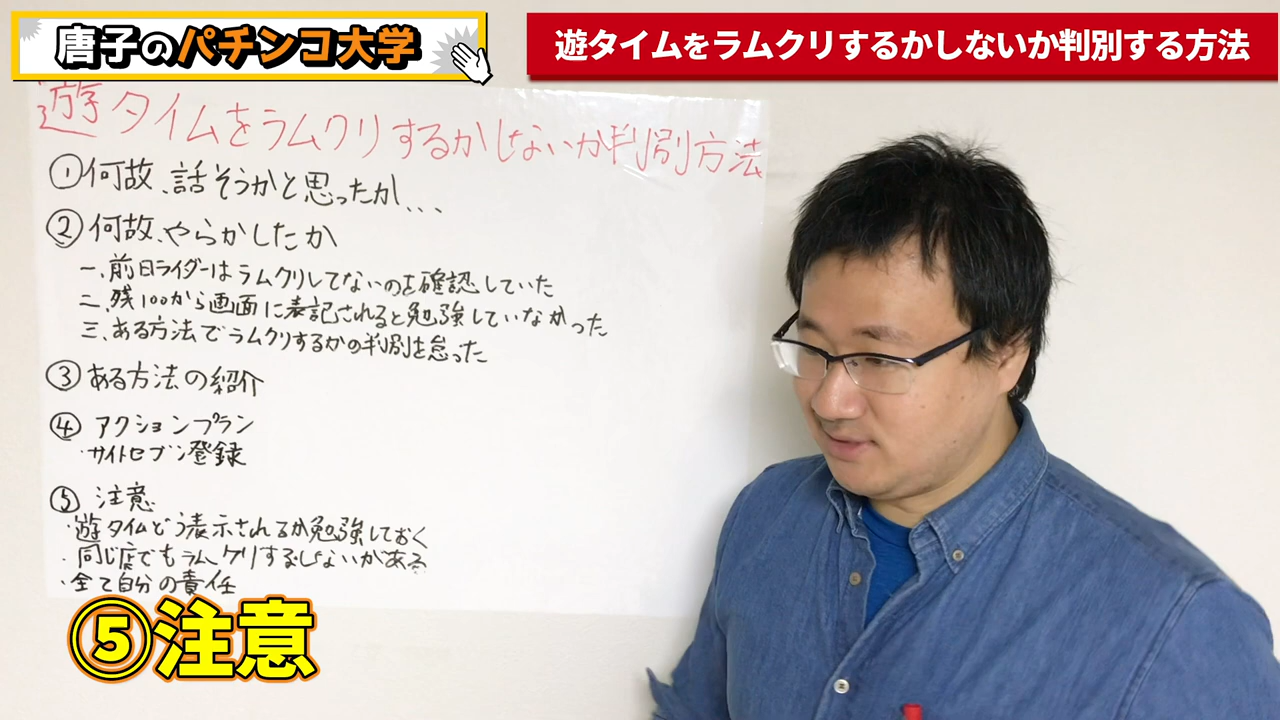 唐子のパチンコ大学
遊タイムをラムクリするかしないか判別する方法
遊タイムをラムクリするかしないか判別方法
①何故、話そうかと思ったか...
②何故、やらかしたか
一、前日ライダーはラムクリしてないのを確認していた
二、残100から画面に表記されると勉強していなかった
三、ある方法でラムクリするかの判別を怠った
③ある方法の紹介
④アクションプラン
・サイトセブン登録
⑤注意
・遊タイムどう表示されるか勉強しておく
・同じ店でもラムクリするしないがある
・全て自分の責任
⑤注意